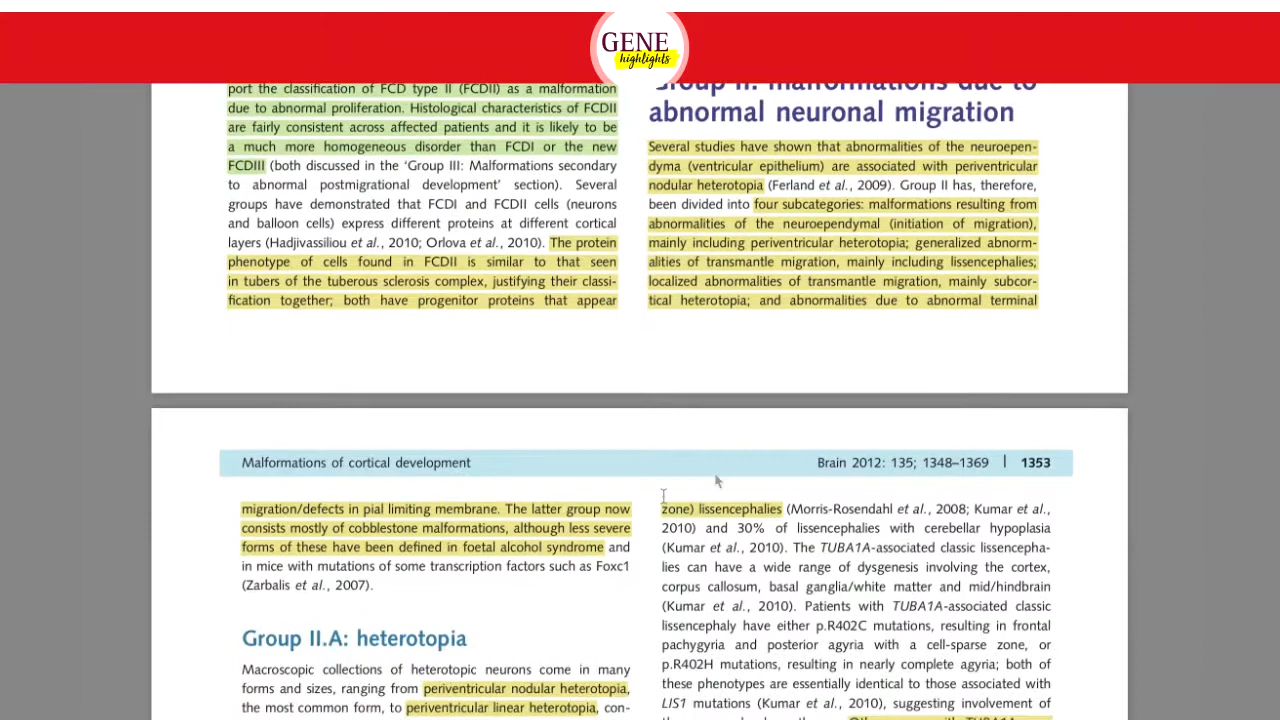 GENE
highlights
port the classification of FCD type II (FCDII) as a malformation
due to abnormal proliferation. Histological characteristics of FCDII
are fairly consistent across affected patients and it is likely to be
a much more homogeneous disorder than FCDI or the new
FCDIII (both discussed in the ‘Group III: Malformations secondary
to abnormal postmigrational development’ section). Several
groups have demonstrated that FCDI and FCDII cells (neurons
and balloon cells) express different proteins at different cortical
layers (Hadjivassiliou et al., 2010; Orlova et al., 2010). The protein
phenotype of cells found in FCDII is similar to that seen
in tubers of the tuberous sclerosis complex, justifying their classi-
fication together; both have progenitor proteins that appear
Group II: malformations due to
abnormal neuronal migration
Several studies have shown that abnormalities of the neuroepen-
dyma (ventricular epithelium) are associated with periventricular
nodular heterotopia (Ferland et al., 2009). Group II has, therefore,
been divided into four subcategories: malformations resulting from
abnormalities of the neuroependymal (initiation of migration),
mainly including periventricular heterotopia; generalized abnorm-
alities of transmantle migration, mainly including lissencephalies;
localized abnormalities of transmantle migration, mainly subcor-
tical heterotopia; and abnormalities due to abnormal terminal
Malformations of cortical development
Brain 2012: 135; 1348–1369 | 1353
migration/defects in pial limiting membrane. The latter group now
consists mostly of cobblestone malformations, although less severe
forms of these have been defined in foetal alcohol syndrome and
in mice with mutations of some transcription factors such as Foxc1
(Zarbalis et al., 2007).
Group II.A: heterotopia
Macroscopic collections of heterotopic neurons come in many
forms and sizes, ranging from periventricular nodular heterotopia,
the most common form, to periventricular linear heterotopia, con-
zone) lissencephalies (Morris-Rosendahl et al., 2008; Kumar et al.,
2010) and 30% of lissencephalies with cerebellar hypoplasia
(Kumar et al., 2010). The TUBA1A-associated classic lissencepha-
lies can have a wide range of dysgenesis involving the cortex,
corpus callosum, basal ganglia/white matter and mid/hindbrain
(Kumar et al., 2010). Patients with TUBA1A-associated classic
lissencephaly have either p.R402C mutations, resulting in frontal
pachygyria and posterior agyria with a cell-sparse zone, or
p.R402H mutations, resulting in nearly complete agyria; both of
these phenotypes are essentially identical to those associated with
LIS1 mutations (Kumar et al., 2010), suggesting involvement of